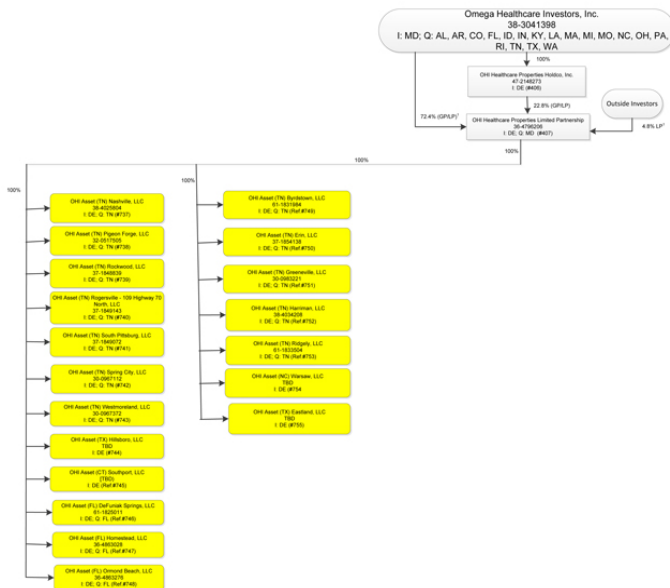 Omega Healthcare Investors, Inc.
38-3041398
I: MD; Q: AL, AR, CO, FL, ID, IN, KY, LA, MA, MI, MO, NC, OH, PA,
RI, TN, TX, WA
100%
OHI Healthcare Properties Holdco, Inc
47-2148273
I: DE (#406)
Outside Investors
72.4% (GP/LP)¹
22.8% (GP/LP)
4.8% LP¹
OHI Healthcare Properties Limited Partnership
36-4796206
I: DE; Q: MD (#407)
100%
100%
100%
100%
OHI Asset (TN) Nashville, LLC
36-4025804
I: DE; Q: TN (#737)
OHI Asset (TN) Pigeon Forge, LLC
32-0517505
I: DE; Q: TN (#738)
OHI Asset (TN) Rockwood, LLC
37-1848839
I: DE; Q: TN (#739)
OHI Asset (TN) Rogersville - 109 Highway 70
North, LLC
37-1849143
I: DE; Q: TN (#740)
OHI Asset (TN) South Pittsburg, LLC
37-1849072
I: DE; Q: TN (#741)
OHI Asset (TN) Spring City, LLC
30-0967112
I: DE; Q: TN (#742)
OHI Asset (TN) Westmoreland, LLC
30-0967372
I: DE; Q: TN (#743)
OHI Asset (TX) Hillsboro, LLC
TBD
I: DE (#744)
OHI Asset (CT) Southport, LLC
[TBD]
I: DE (Ref.#745)
OHI Asset (FL) DeFuniak Springs, LLC
61-1825011
I: DE; Q: FL (Ref.#746)
OHI Asset (FL) Homestead, LLC
36-4863028
I: DE; Q: FL (Ref.#747)
OHI Asset (FL) Ormond Beach, LLC
36-4863276
I: DE; Q: FL (Ref.#748)
OHI Asset (TN) Byrdstown, LLC
61-1831984
I: DE; Q: TN (Ref.#749)
OHI Asset (TN) Erin, LLC
37-1854138
I: DE; Q: TN (Ref.#750)
OHI Asset (TN) Greeneville, LLC
30-0983221
I: DE; Q: TN (Ref.#751)
OHI Asset (TN) Harriman, LLC
38-4034208
I: DE; Q: TN (Ref.#752)
OHI Asset (TN) Ridgely, LLC
61-1833504
I: DE; Q: TN (Ref.#753)
OHI Asset (NC) Warsaw, LLC
TBD
I: DE (#754
OHI Asset (TX) Eastland, LLC
TBD
I: DE (#755)